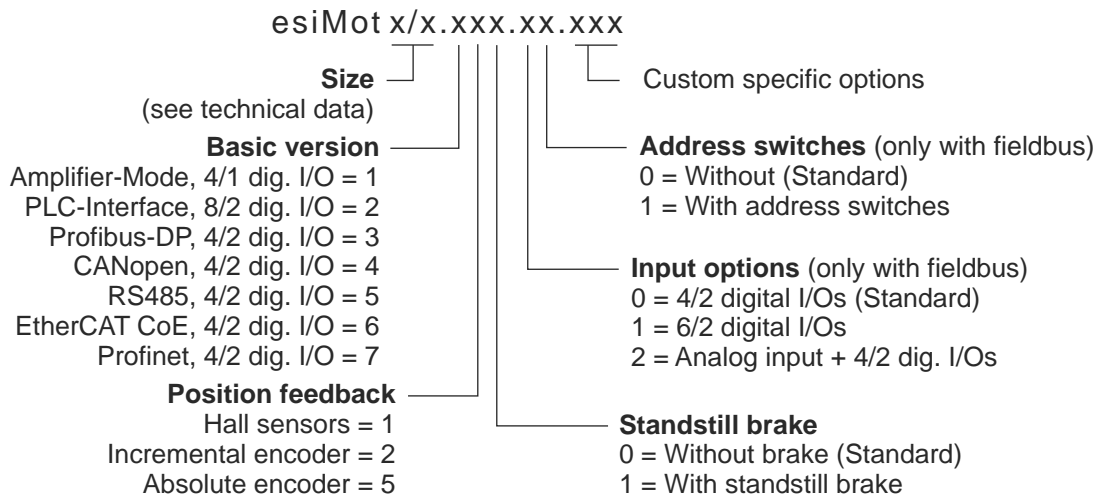 esiMot x/x.xxx.xx.xxx
Size
(see technical data)
Basic version
Amplifier-Mode, 4/1 dig. I/O = 1
PLC-Interface, 8/2 dig. I/O = 2
Profibus-DP, 4/2 dig. I/O = 3
CANopen, 4/2 dig. I/O = 4
RS485, 4/2 dig. I/O = 5
EtherCAT CoE, 4/2 dig. I/O = 6
Profinet, 4/2 dig. I/O = 7
Position feedback
Hall sensors = 1
Incremental encoder = 2
Absolute encoder = 5
Custom specific options
Address switches (only with fieldbus)
0 = Without (Standard)
1 = With address switches
Input options (only with fieldbus)
0 = 4/2 digital I/Os (Standard)
1 = 6/2 digital I/Os
2 = Analog input + 4/2 dig. I/Os
Standstill brake
0 = Without brake (Standard)
1 = With standstill brake